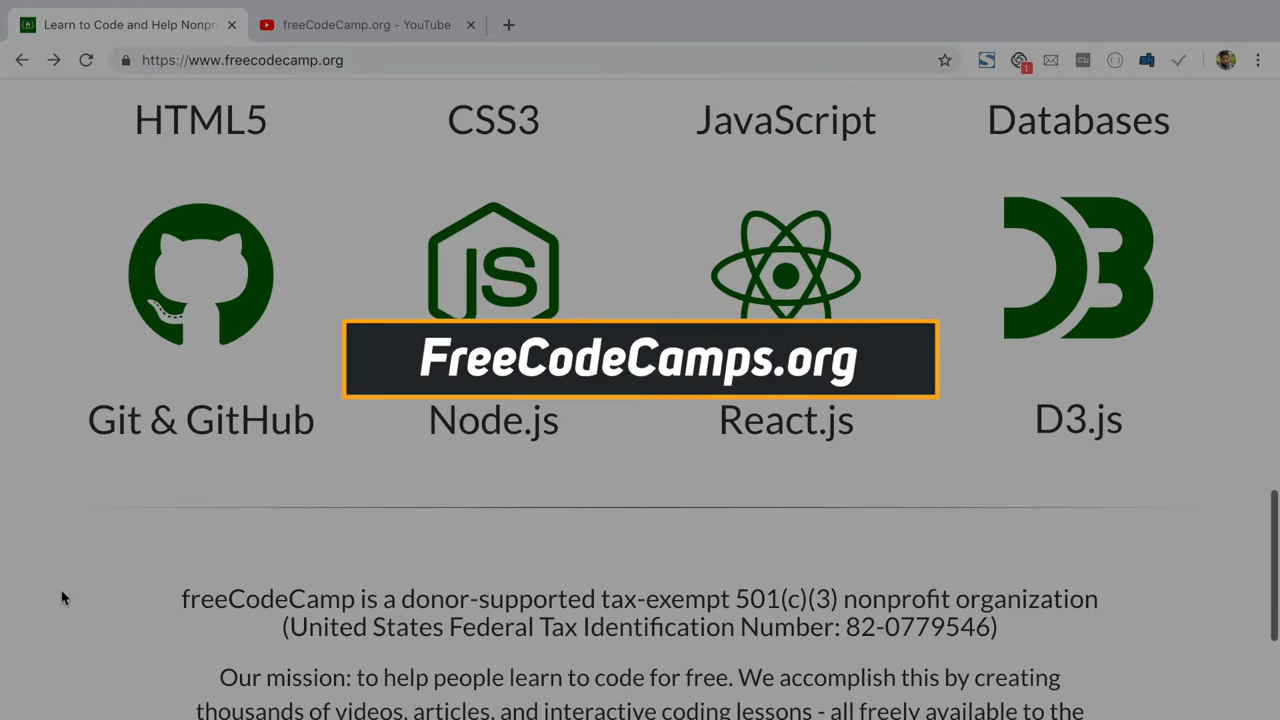 Learn to Code and Help Nonpr
freeCodeCamp.org - YouTube
https://www.freecodecamp.org
1
HTML5
CSS3
JavaScript
Databases
JS
D3
FreeCodeCamps.org
Git & GitHub
Node.js
React.js
D3.js
freeCodeCamp is a donor-supported tax-exempt 501(c)(3) nonprofit organization
(United States Federal Tax Identification Number: 82-0779546)
Our mission: to help people learn to code for free. We accomplish this by creating
thousands of videos, articles, and interactive coding lessons - all freely available to the